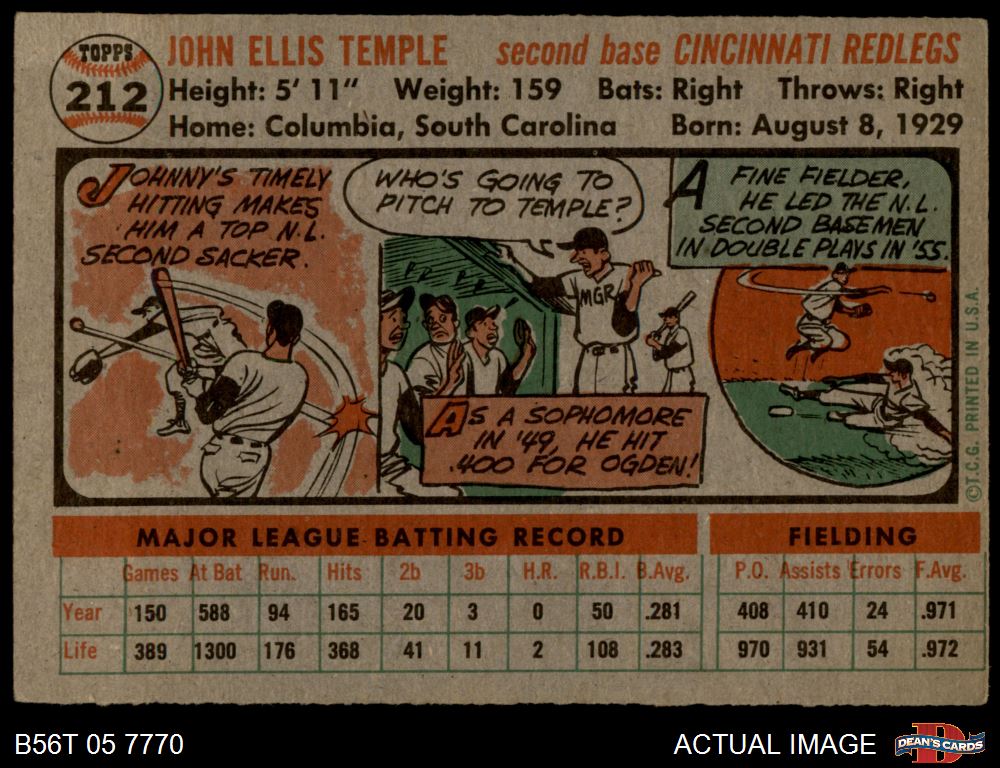 TOPPS
212
JOHN ELLIS TEMPLE second base CINCINNATI REDLEGS
Height: 5' 11" Weight: 159 Bats: Right Throws: Right
Home: Columbia, South Carolina Born: August 8, 1929
JOHNNY'S TIMELY
HITTING MAKES
HIM A TOP N.L.
SECOND SACKER.
WHO'S GOING TO
PITCH TO TEMPLE?
MGR.
AS A SOPHOMORE
IN '49, HE HIT
.400 FOR OGDEN!
A FINE FIELDER,
HE LED THE N.L.
SECOND BASEMEN
IN DOUBLE PLAYS IN '55.
©T.C.G. PRINTED IN U.S.A.
MAJOR LEAGUE BATTING RECORD FIELDING
Games At Bat Run. Hits 2b 3b H.R. R.B.I. B.Avg. P.O. Assists Errors F.Avg.
Year 150 588 94 165 20 3 0 50 .281 408 410 24 .971
Life 389 1300 176 368 41 11 2 108 .283 970 931 54 .972
B56T 05 7770 ACTUAL IMAGE D DEAN'S CARDS